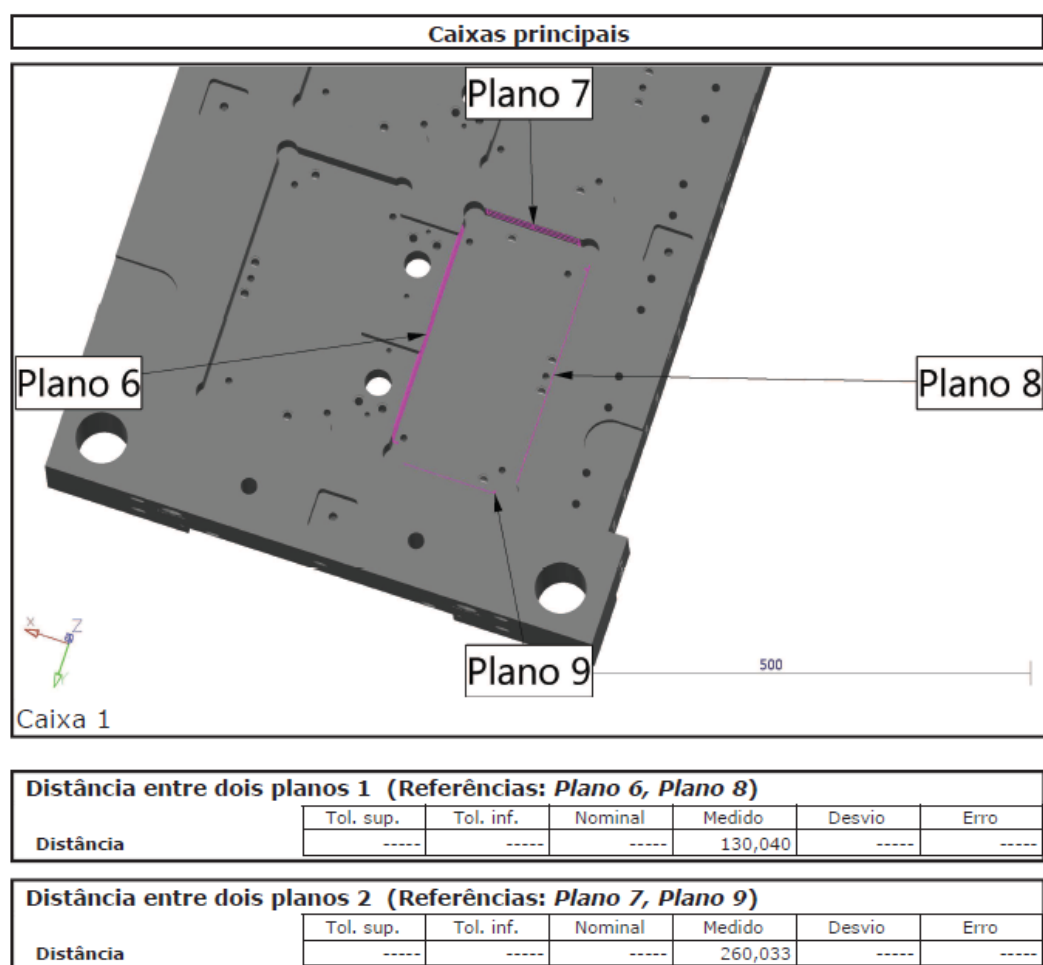 Caixas principais
Plano 7
Plano 6
Plano 8
Plano 9
500
x
Z
Y
Caixa 1
Distância entre dois planos 1 (Referências: Plano 6, Plano 8)
Tol. sup. Tol. inf. Nominal Medido Desvio Erro
Distância ----- ----- ----- 130,040 ----- -----
Distância entre dois planos 2 (Referências: Plano 7, Plano 9)
Tol. sup. Tol. inf. Nominal Medido Desvio Erro
Distância ----- ----- ----- 260,033 ----- -----